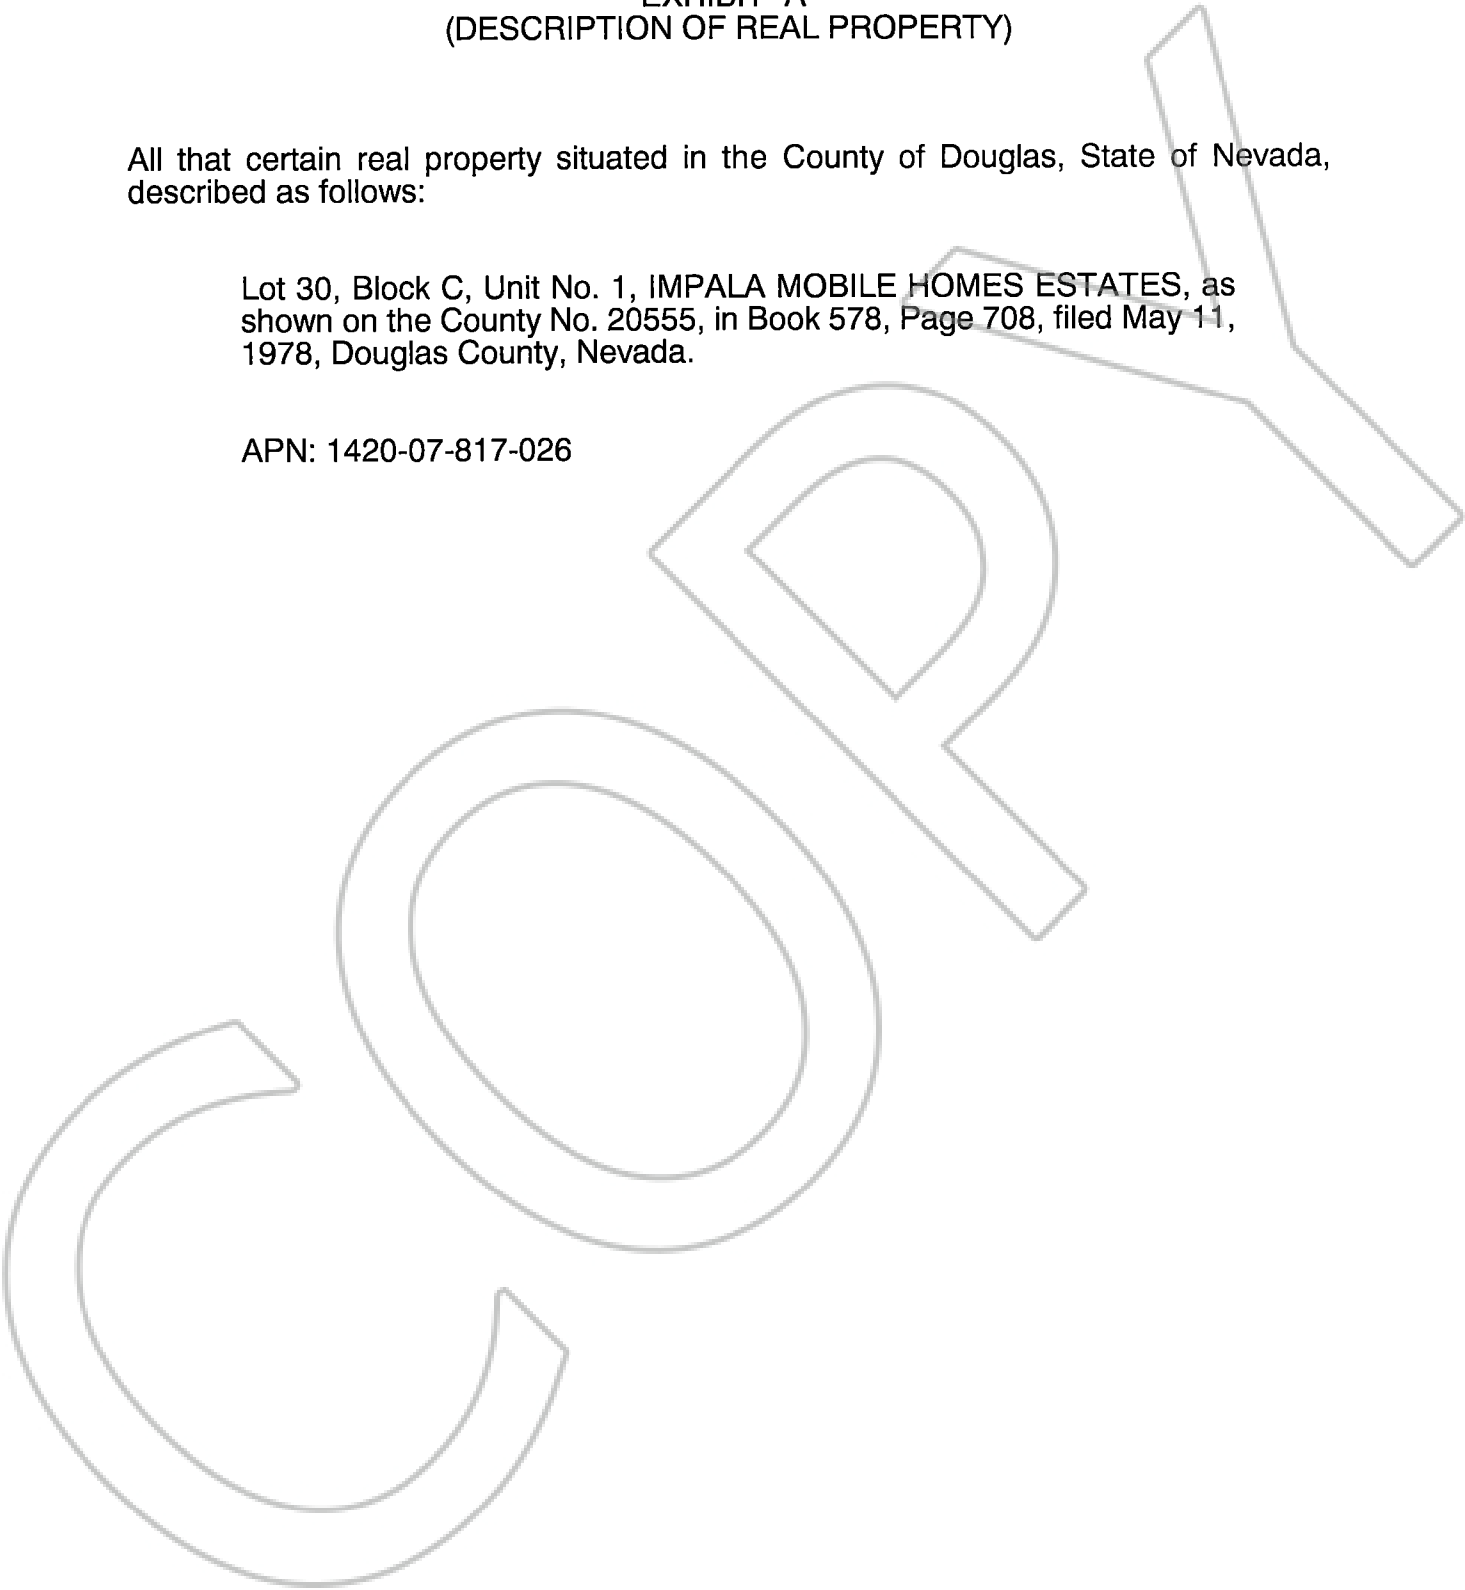 EXHIBIT "A"
(DESCRIPTION OF REAL PROPERTY)
All that certain real property situated in the County of Douglas, State of Nevada,
described as follows:
Lot 30, Block C, Unit No. 1, IMPALA MOBILE HOMES ESTATES, as
shown on the County No. 20555, in Book 578, Page 708, filed May 11,
1978, Douglas County, Nevada.
APN: 1420-07-817-026
COPY